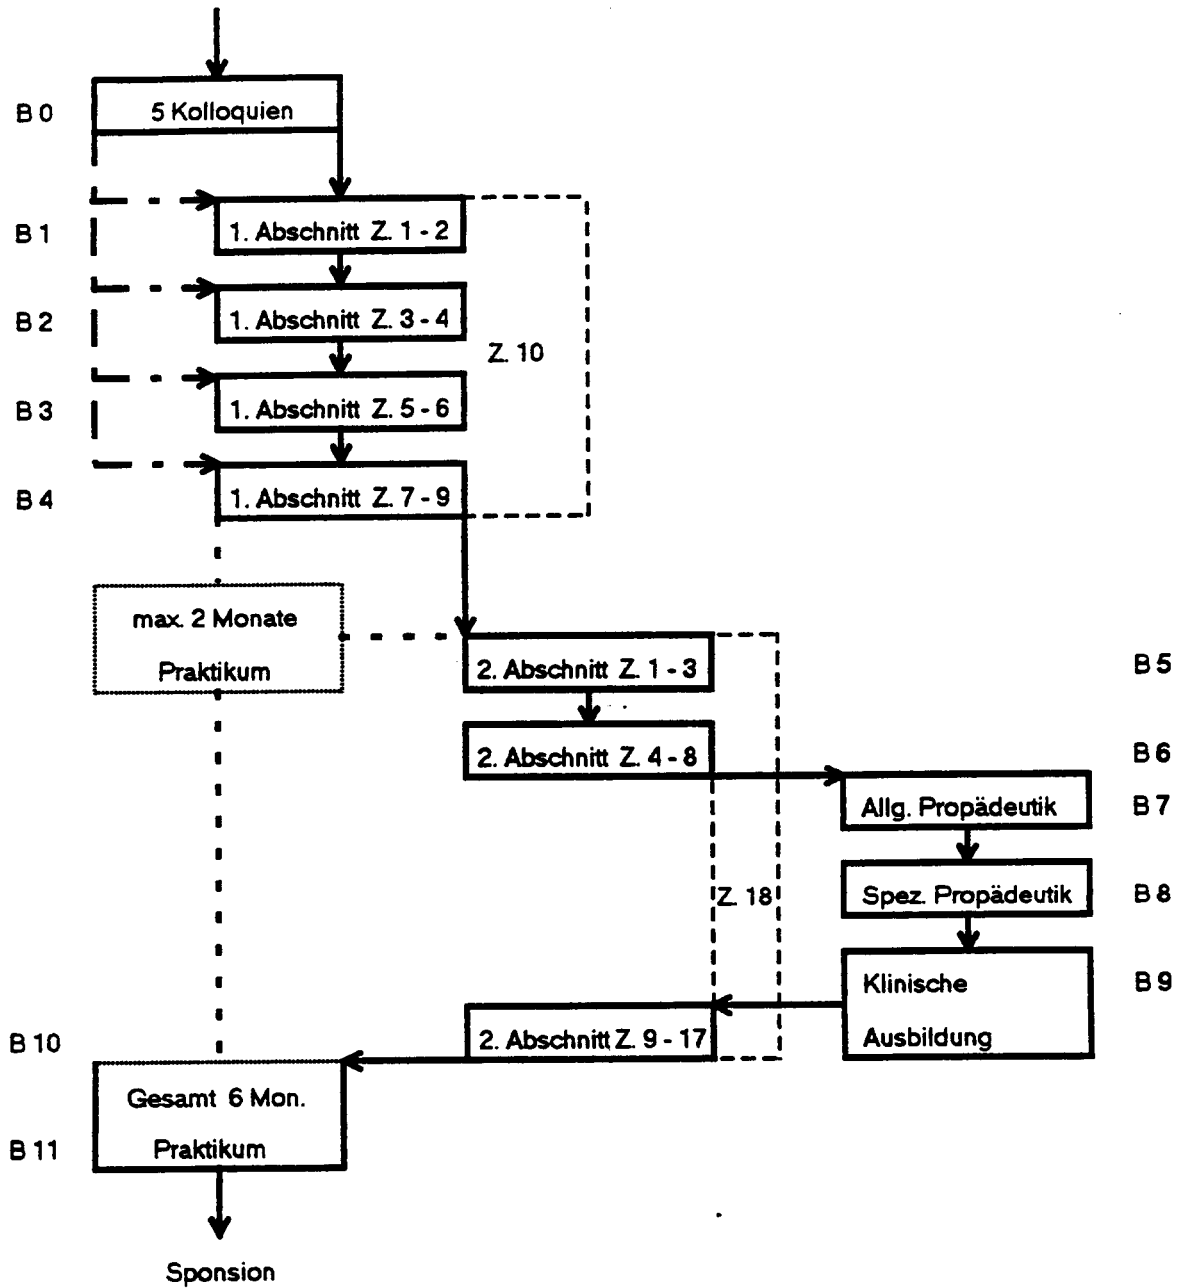 B 0 5 Kolloquien
B 1 1. Abschnitt Z. 1 - 2
B 2 1. Abschnitt Z. 3 - 4
Z. 10
B 3 1. Abschnitt Z. 5 - 6
B 4 1. Abschnitt Z. 7 - 9
max. 2 Monate
Praktikum
2. Abschnitt Z. 1 - 3 B 5
2. Abschnitt Z. 4 - 8 B 6
Allg. Propädeutik B 7
Z. 18
Spez. Propädeutik B 8
Klinische B 9
Ausbildung
B 10 2. Abschnitt Z. 9 - 17
Gesamt 6 Mon.
B 11 Praktikum
Sponsion